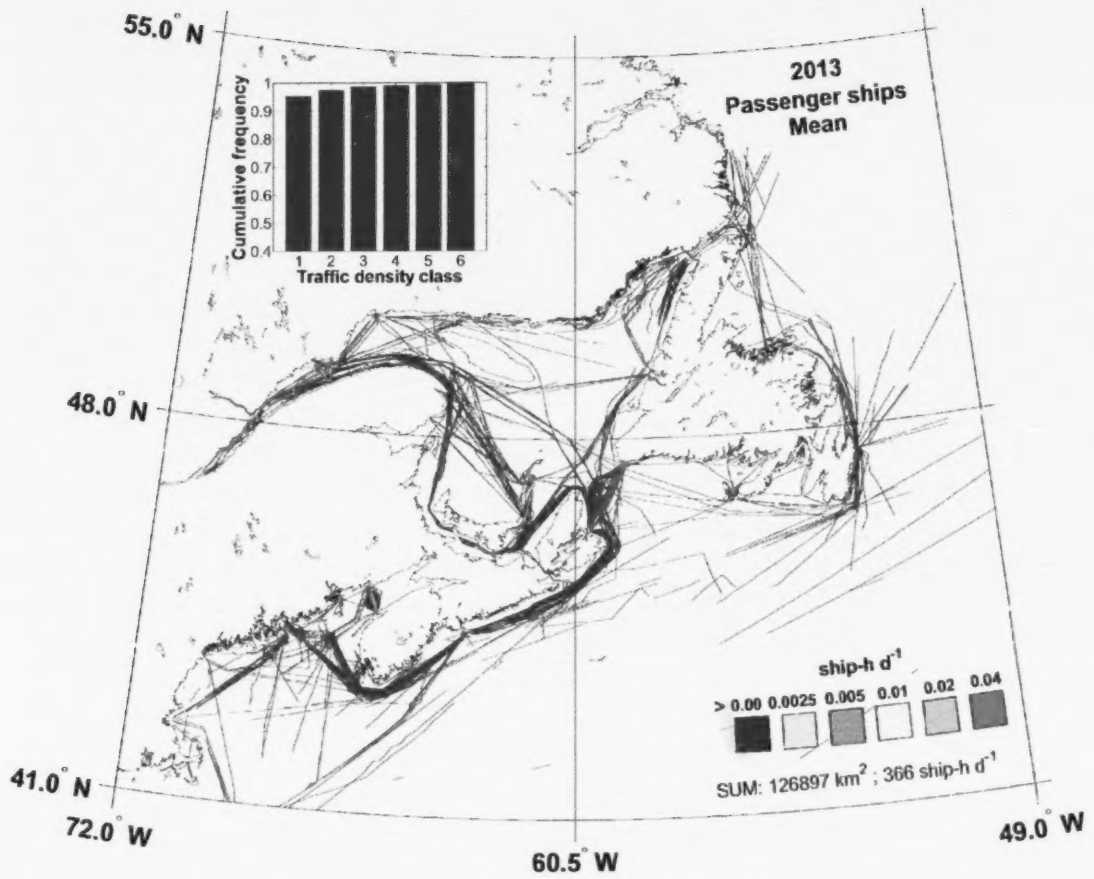 55.0° N
2013
Passenger ships
Mean
Cumulative frequency
1
0.9
0.8
0.7
0.6
0.5
0.4
1 2 3 4 5 6
Traffic density class
48.0° N
ship-h d⁻¹
> 0.00 0.0025 0.005 0.01 0.02 0.04
SUM: 126897 km² ; 366 ship-h d⁻¹
41.0° N
72.0° W
60.5° W
49.0° W